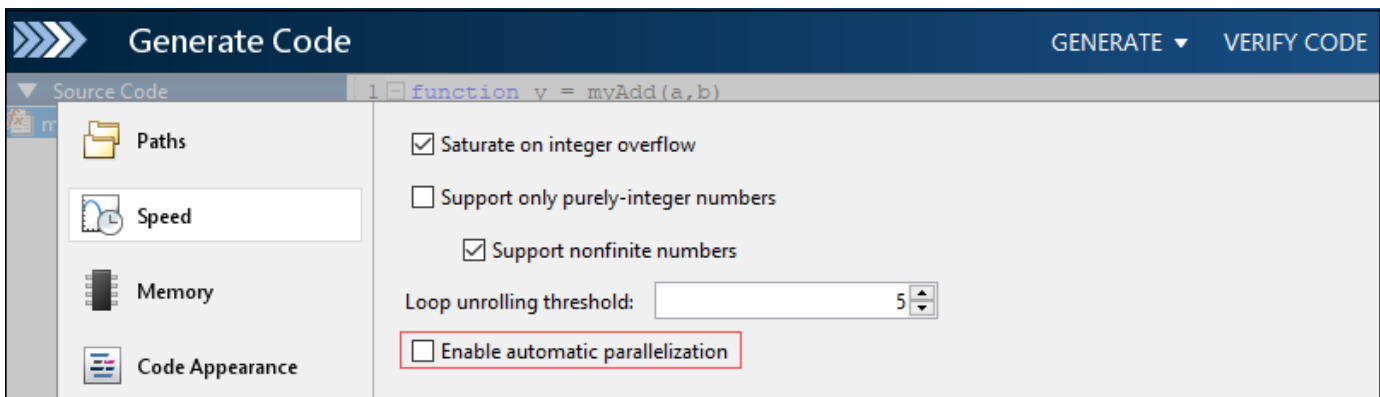 Generate Code
GENERATE ▼ VERIFY CODE
Source Code
1 function y = myAdd(a,b)
m
Paths
Saturate on integer overflow
Support only purely-integer numbers
Speed
Support nonfinite numbers
Memory
Loop unrolling threshold: 5
Enable automatic parallelization
Code Appearance